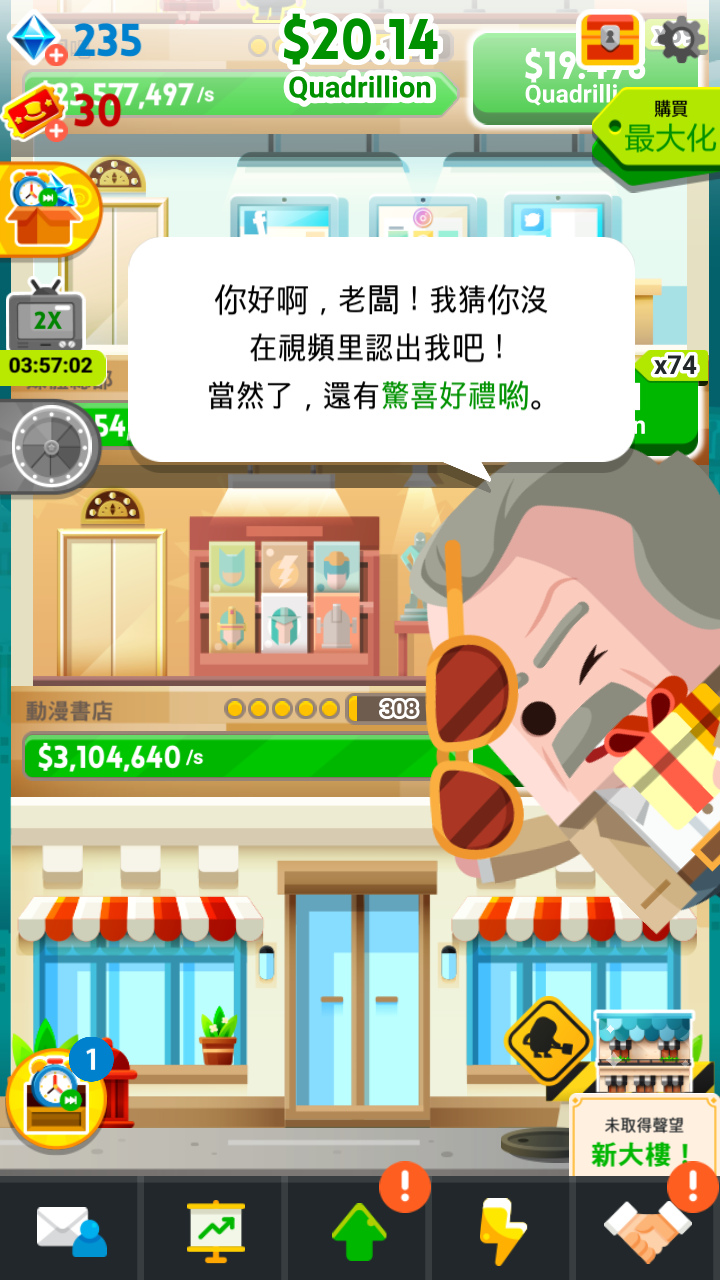 235
$20.14
Quadrillion
30
購買
最大化
你好啊，老闆！我猜你沒
在視頻里認出我吧！
當然了，還有驚喜好禮喲。
2X
03:57:02
x74
動漫書店
308
$3,104,640 /s
1
未取得聲望
新大樓！